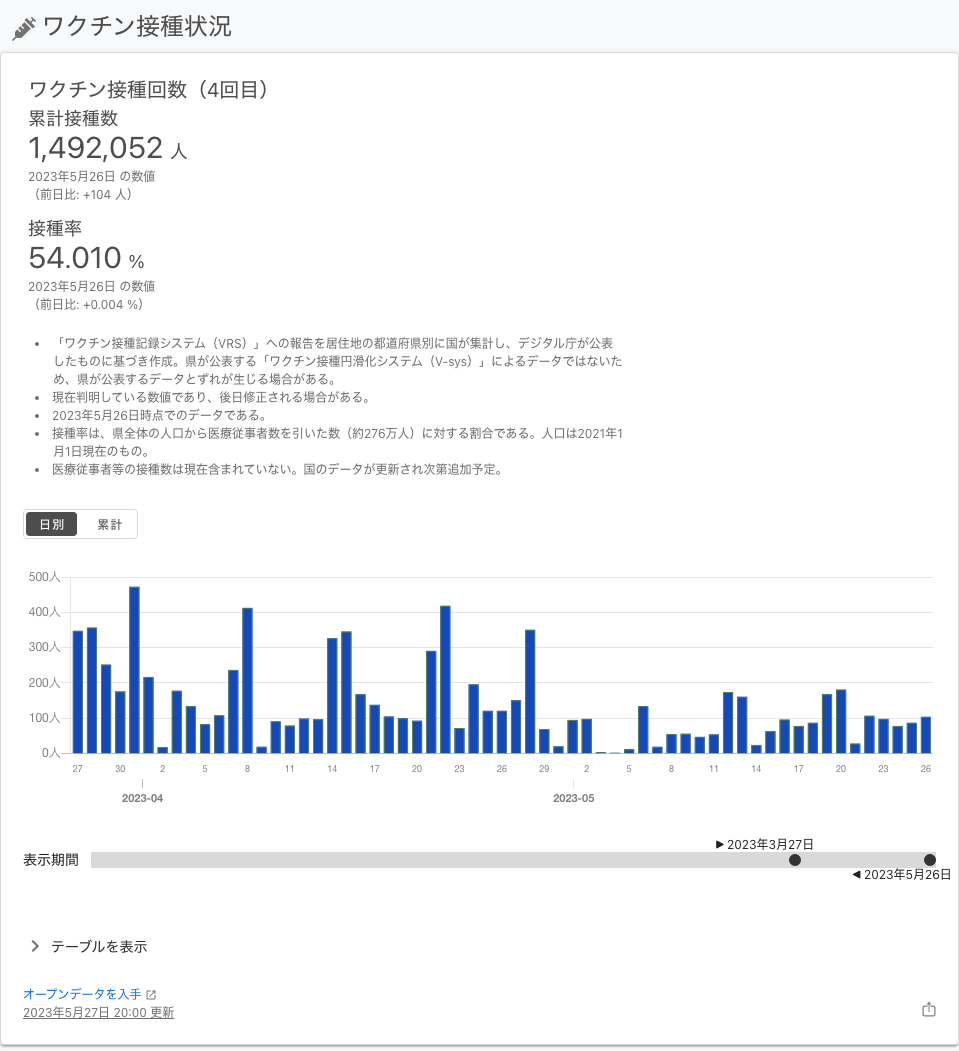 ワクチン接種状況
ワクチン接種回数（4回目）
累計接種数
1,492,052 人
2023年5月26日 の数値
（前日比: +104 人）
接種率
54.010 %
2023年5月26日 の数値
（前日比: +0.004 %）
• 「ワクチン接種記録システム（VRS）」への報告を居住地の都道府県別に国が集計し、デジタル庁が公表
したものに基づき作成。県が公表する「ワクチン接種円滑化システム（V-sys）」によるデータではないた
め、県が公表するデータとずれが生じる場合がある。
• 現在判明している数値であり、後日修正される場合がある。
• 2023年5月26日時点でのデータである。
• 接種率は、県全体の人口から医療従事者数を引いた数（約276万人）に対する割合である。人口は2021年1
月1日現在のもの。
• 医療従事者等の接種数は現在含まれていない。国のデータが更新され次第追加予定。
日別 累計
500人
400人
300人
200人
100人
0人
27 30 2 5 8 11 14 17 20 23 26 29 2 5 8 11 14 17 20 23 26
2023-04 2023-05
▶ 2023年3月27日
表示期間
◀ 2023年5月26日
テーブルを表示
オープンデータを入手
2023年5月27日 20:00 更新